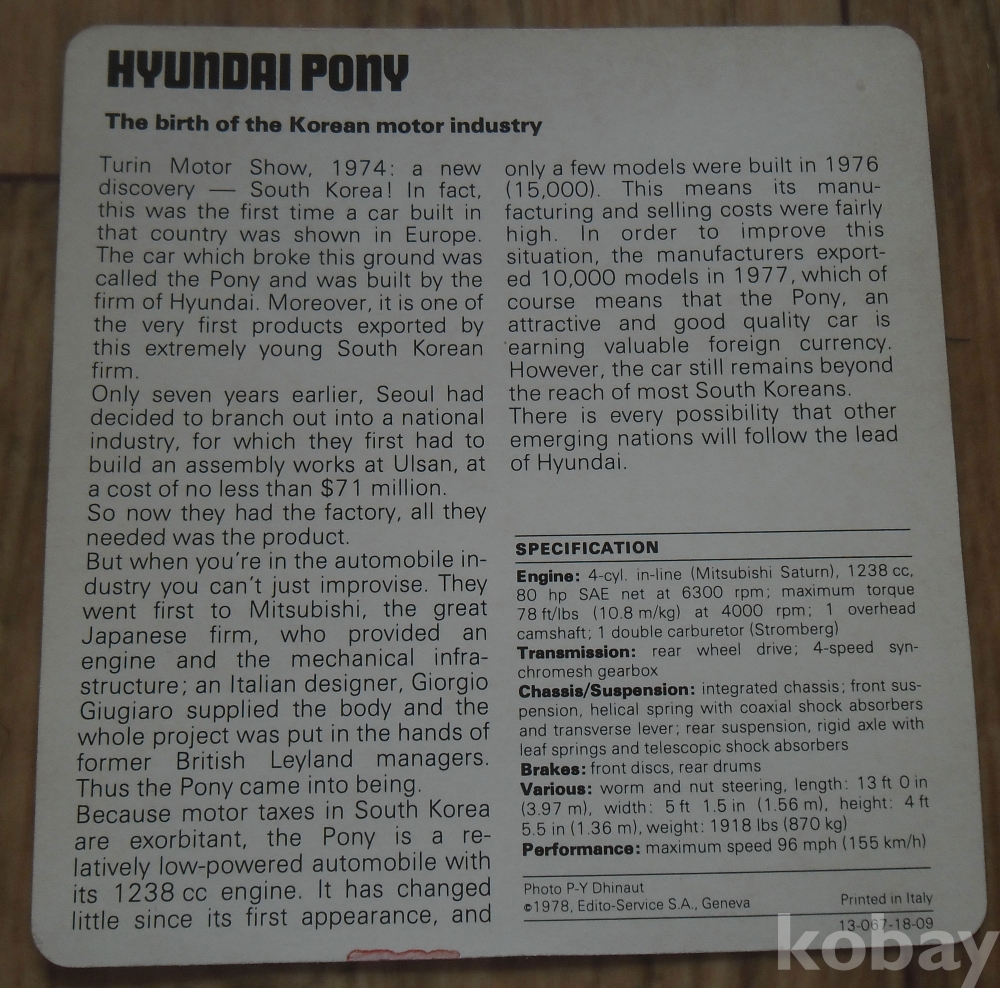 HYUNDAI PONY
The birth of the Korean motor industry
Turin Motor Show, 1974: a new
discovery — South Korea! In fact,
this was the first time a car built in
that country was shown in Europe.
The car which broke this ground was
called the Pony and was built by the
firm of Hyundai. Moreover, it is one of
the very first products exported by
this extremely young South Korean
firm.
Only seven years earlier, Seoul had
decided to branch out into a national
industry, for which they first had to
build an assembly works at Ulsan, at
a cost of no less than $71 million.
So now they had the factory, all they
needed was the product.
But when you're in the automobile in-
dustry you can't just improvise. They
went first to Mitsubishi, the great
Japanese firm, who provided an
engine and the mechanical infra-
structure; an Italian designer, Giorgio
Giugiaro supplied the body and the
whole project was put in the hands of
former British Leyland managers.
Thus the Pony came into being.
Because motor taxes in South Korea
are exorbitant, the Pony is a re-
latively low-powered automobile with
its 1238 cc engine. It has changed
little since its first appearance, and
only a few models were built in 1976
(15,000). This means its manu-
facturing and selling costs were fairly
high. In order to improve this
situation, the manufacturers export-
ed 10,000 models in 1977, which of
course means that the Pony, an
attractive and good quality car is
earning valuable foreign currency.
However, the car still remains beyond
the reach of most South Koreans.
There is every possibility that other
emerging nations will follow the lead
of Hyundai.
SPECIFICATION
Engine: 4-cyl. in-line (Mitsubishi Saturn), 1238 cc,
80 hp SAE net at 6300 rpm; maximum torque
78 ft/lbs (10.8 m/kg) at 4000 rpm; 1 overhead
camshaft; 1 double carburetor (Stromberg)
Transmission: rear wheel drive; 4-speed syn-
chromesh gearbox
Chassis/Suspension: integrated chassis; front sus-
pension, helical spring with coaxial shock absorbers
and transverse lever; rear suspension, rigid axle with
leaf springs and telescopic shock absorbers
Brakes: front discs, rear drums
Various: worm and nut steering, length: 13 ft 0 in
(3.97 m), width: 5 ft 1.5 in (1.56 m), height: 4 ft
5.5 in (1.36 m), weight: 1918 lbs (870 kg)
Performance: maximum speed 96 mph (155 km/h)
Photo P-Y Dhinaut
©1978, Edito-Service S.A., Geneva
Printed in Italy
13-067-18-09
kobay